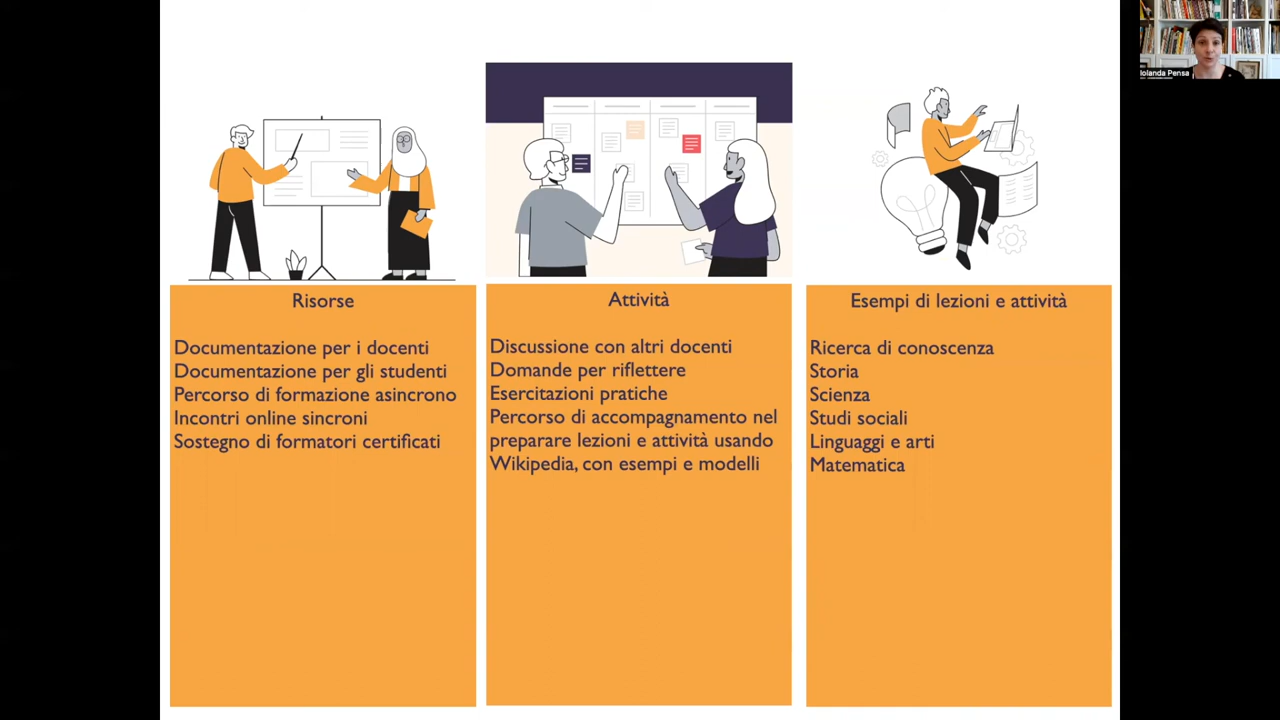 Iolanda Pensa
Risorse
Documentazione per i docenti
Documentazione per gli studenti
Percorso di formazione asincrono
Incontri online sincroni
Sostegno di formatori certificati
Attività
Discussione con altri docenti
Domande per riflettere
Esercitazioni pratiche
Percorso di accompagnamento nel
preparare lezioni e attività usando
Wikipedia, con esempi e modelli
Esempi di lezioni e attività
Ricerca di conoscenza
Storia
Scienza
Studi sociali
Linguaggi e arti
Matematica